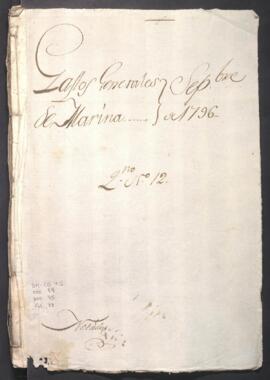 Gastos Generales } Sep.bre
de Marina...... } de 1796.
Q.no N.o 12.